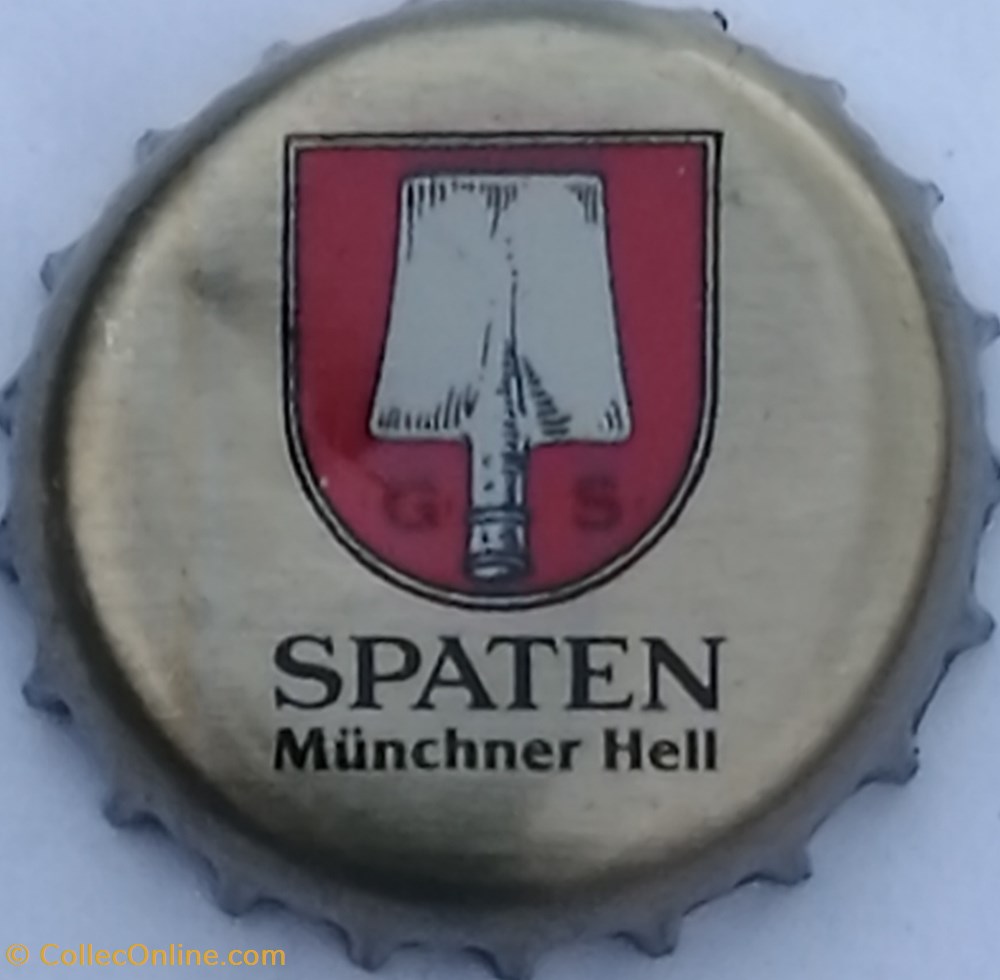 G S
SPATEN
Münchner Hell
© CollecOnline.com